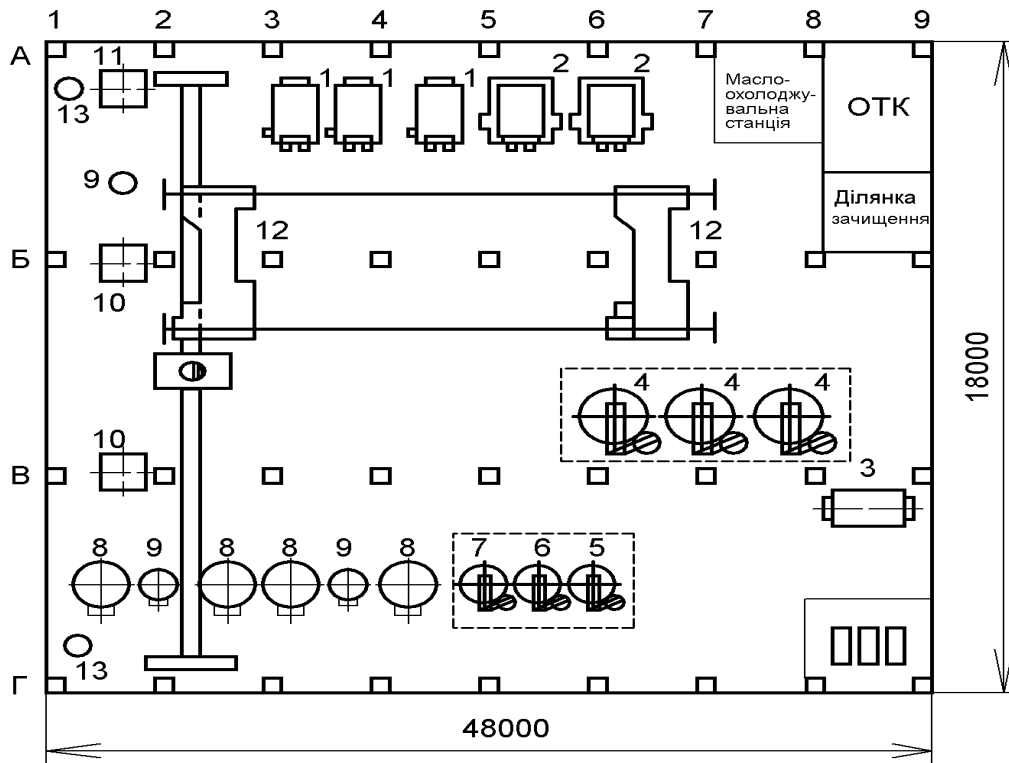 1 2 3 4 5 6 7 8 9
А
11
1 1 1 2 2
Масло-
охолоджу-
вальна
станція
ОТК
13
9
Ділянка
зачищення
12 12
Б
10
18000
4 4 4
10
В
3
8 9 8 8 9 8 7 6 5
13
Г
48000